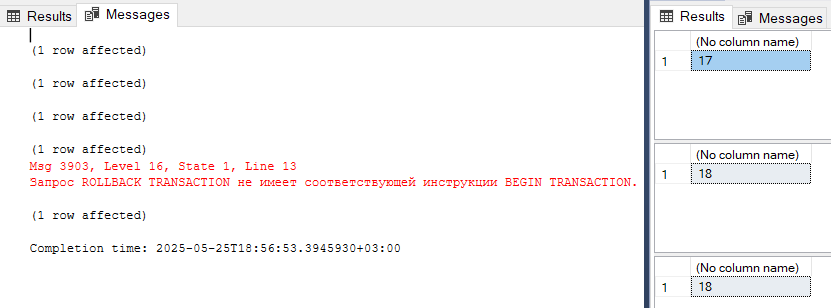 Results Messages
(1 row affected)
(1 row affected)
(1 row affected)
(1 row affected)
Msg 3903, Level 16, State 1, Line 13
Запрос ROLLBACK TRANSACTION не имеет соответствующей инструкции BEGIN TRANSACTION.
(1 row affected)
Completion time: 2025-05-25T18:56:53.3945930+03:00
Results Messages
(No column name)
1 17
(No column name)
1 18
(No column name)
1 18